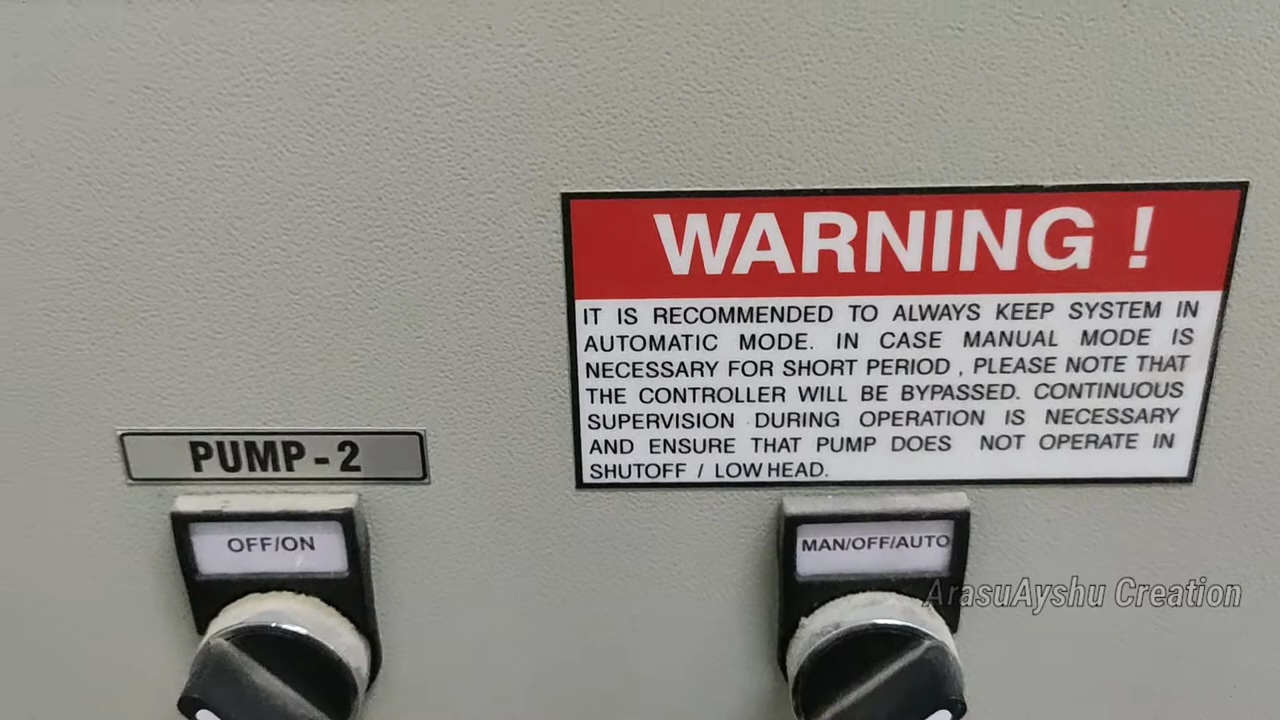 WARNING !
IT IS RECOMMENDED TO ALWAYS KEEP SYSTEM IN
AUTOMATIC MODE. IN CASE MANUAL MODE IS
NECESSARY FOR SHORT PERIOD , PLEASE NOTE THAT
THE CONTROLLER WILL BE BYPASSED. CONTINUOUS
SUPERVISION DURING OPERATION IS NECESSARY
AND ENSURE THAT PUMP DOES NOT OPERATE IN
SHUTOFF / LOW HEAD.
PUMP-2
OFF/ON
MAN/OFF/AUTO
ArasuAyshu Creation